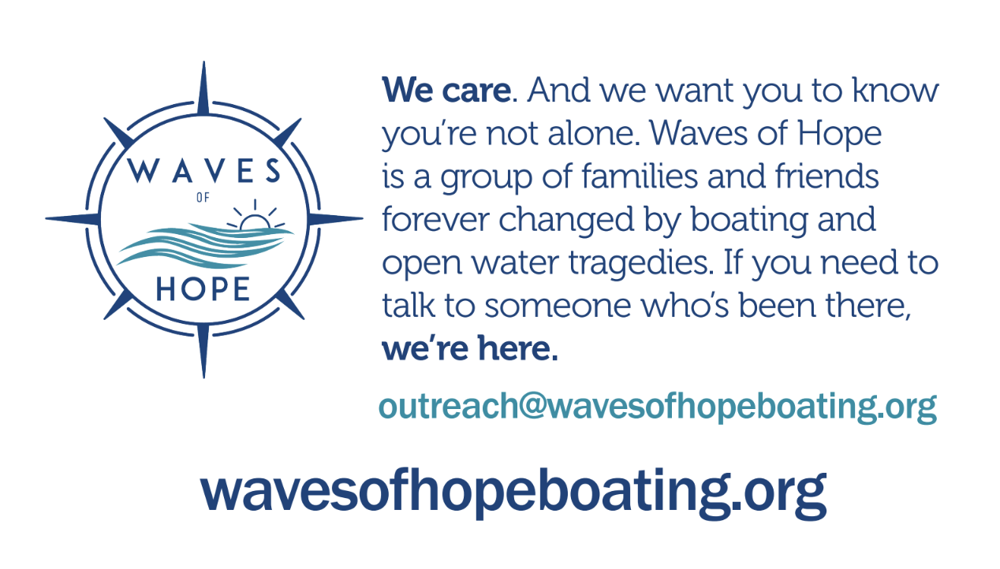 WAVES
OF
HOPE
We care. And we want you to know
you're not alone. Waves of Hope
is a group of families and friends
forever changed by boating and
open water tragedies. If you need to
talk to someone who's been there,
we're here.
outreach@wavesofhopeboating.org
wavesofhopeboating.org